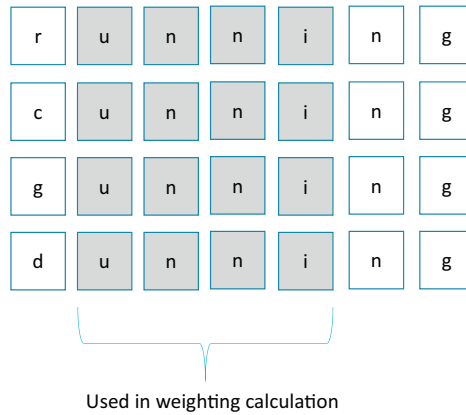 r u n n i n g
c u n n i n g
g u n n i n g
d u n n i n g
Used in weighting calculation